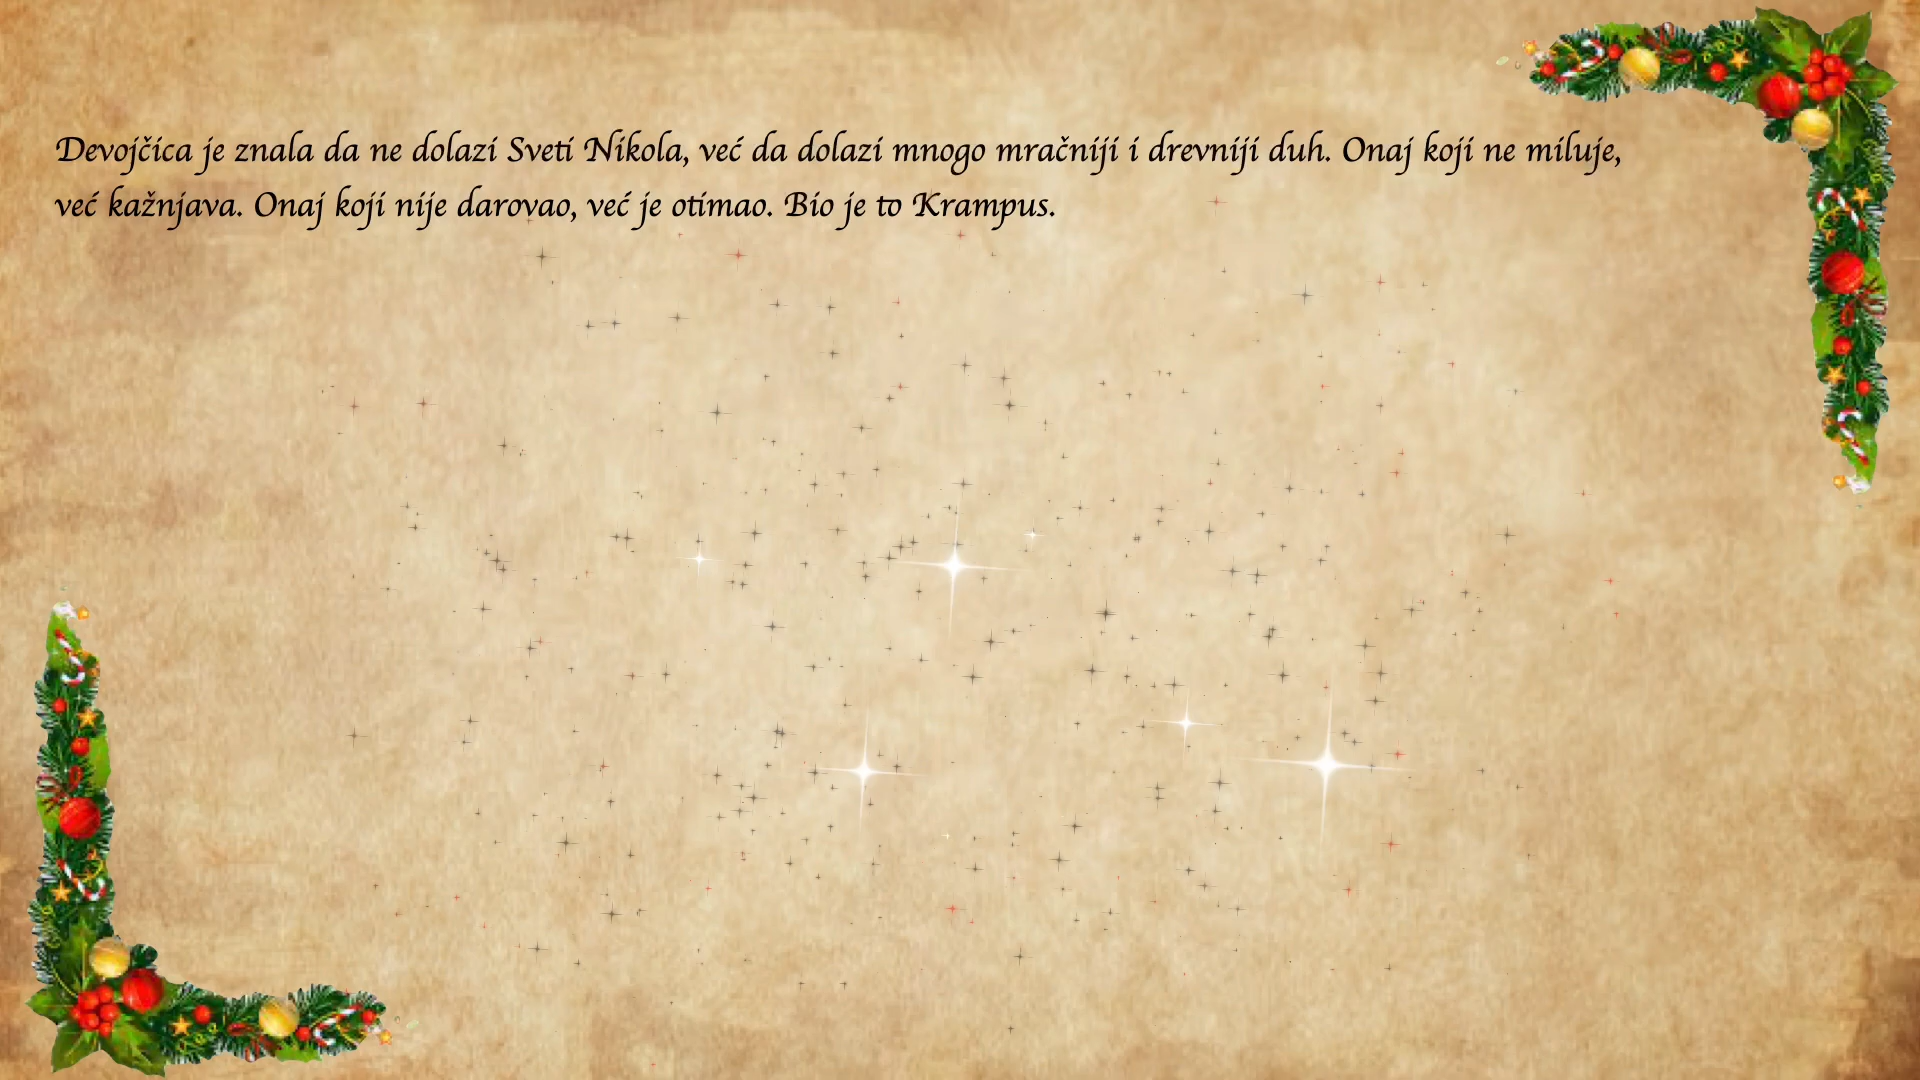 Devojčica je znala da ne dolazi Sveti Nikola, već da dolazi mnogo mračniji i drevniji duh. Onaj koji ne miluje,
već kažnjava. Onaj koji nije darovao, već je otimao. Bio je to Krampus.